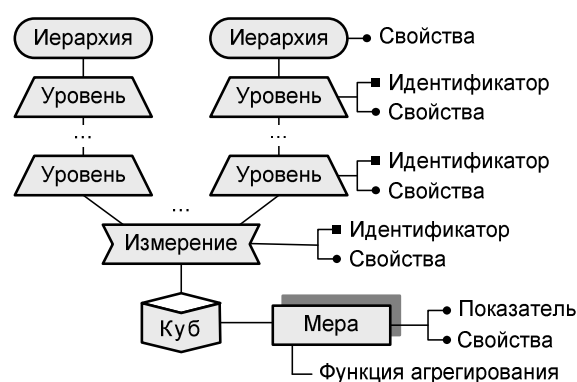 Иерархия Иерархия Свойства
Уровень Уровень Идентификатор
Свойства
... ...
Уровень Уровень Идентификатор
Свойства
...
Измерение Идентификатор
Свойства
Куб Мера Показатель
Свойства
Функция агрегирования